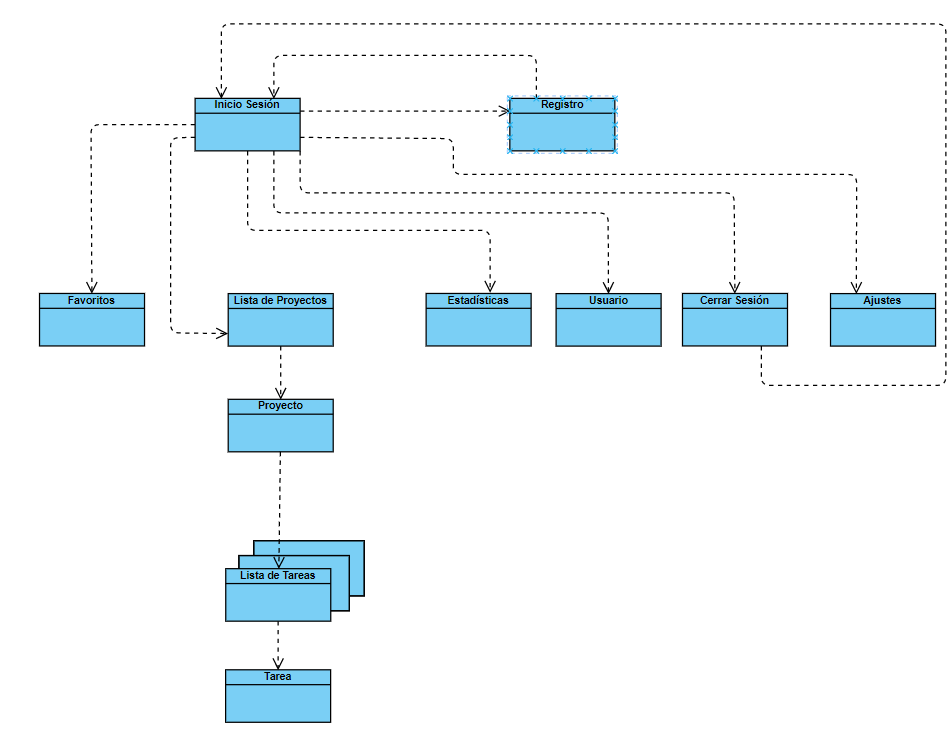 Inicio Sesión
Registro
Favoritos
Lista de Proyectos
Estadísticas
Usuario
Cerrar Sesión
Ajustes
Proyecto
Lista de Tareas
Tarea